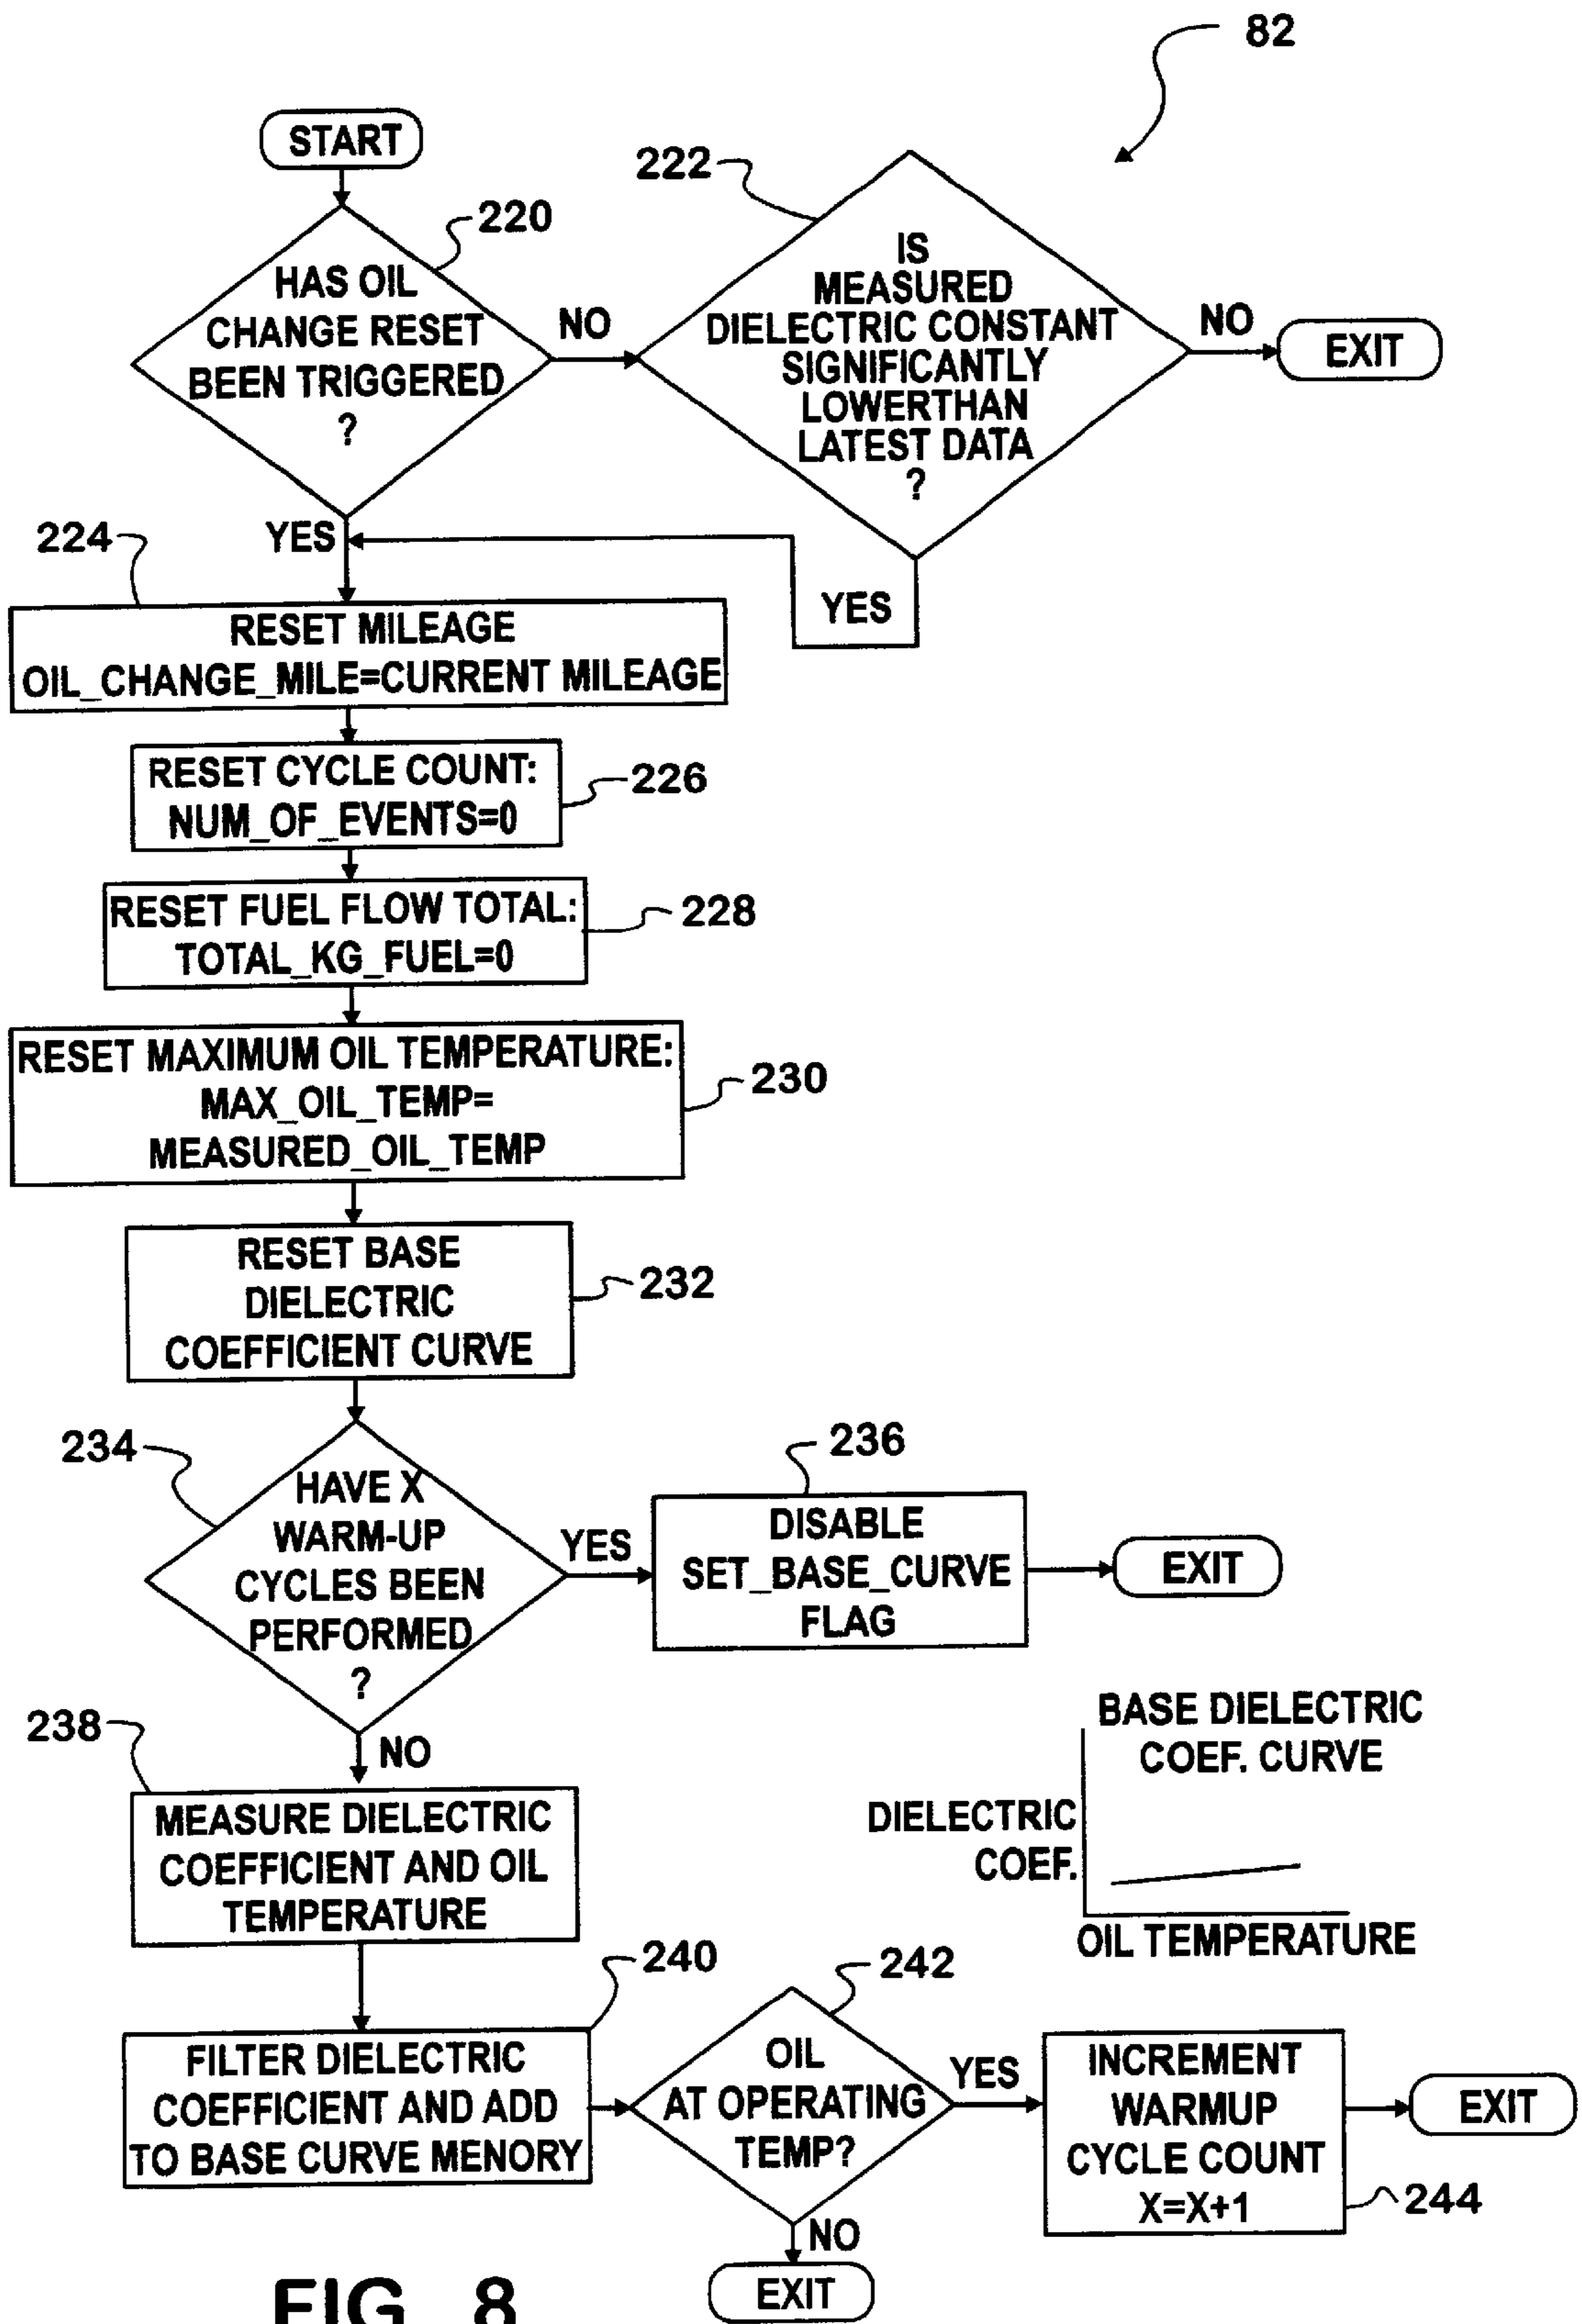 82
START
220
HAS OIL
CHANGE RESET
BEEN TRIGGERED
?
NO
222
IS
MEASURED
DIELECTRIC CONSTANT
SIGNIFICANTLY
LOWERTHAN
LATEST DATA
?
NO
EXIT
YES
YES
224
RESET MILEAGE
OIL_CHANGE_MILE=CURRENT MILEAGE
RESET CYCLE COUNT:
NUM_OF_EVENTS=0
226
RESET FUEL FLOW TOTAL:
TOTAL_KG_FUEL=0
228
RESET MAXIMUM OIL TEMPERATURE:
MAX_OIL_TEMP=
MEASURED_OIL_TEMP
230
RESET BASE
DIELECTRIC
COEFFICIENT CURVE
232
234
HAVE X
WARM-UP
CYCLES BEEN
PERFORMED
?
YES
236
DISABLE
SET_BASE_CURVE
FLAG
EXIT
NO
238
MEASURE DIELECTRIC
COEFFICIENT AND OIL
TEMPERATURE
BASE DIELECTRIC
COEF. CURVE
DIELECTRIC
COEF.
OIL TEMPERATURE
240
FILTER DIELECTRIC
COEFFICIENT AND ADD
TO BASE CURVE MENORY
242
OIL
AT OPERATING
TEMP?
YES
INCREMENT
WARMUP
CYCLE COUNT
X=X+1
244
EXIT
NO
EXIT
FIG. 8